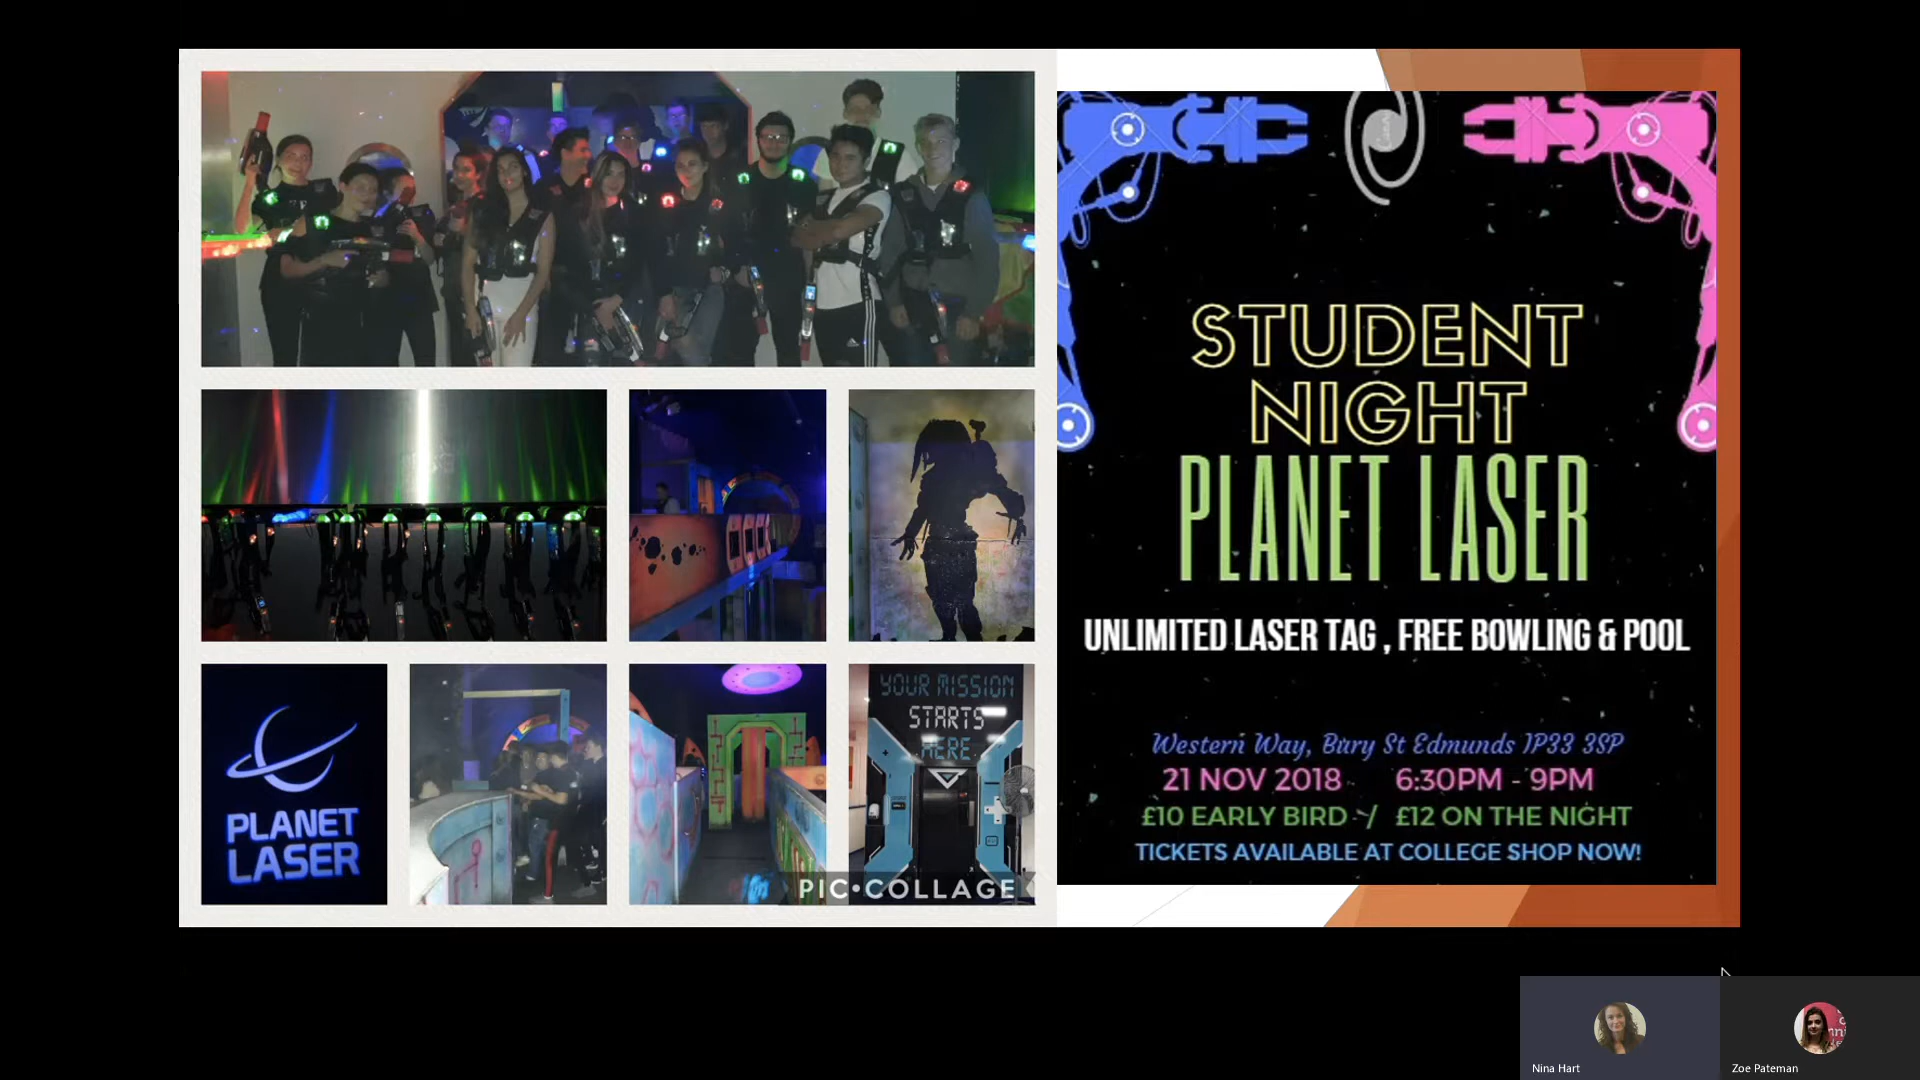 STUDENT
NIGHT
PLANET LASER
UNLIMITED LASER TAG , FREE BOWLING & POOL
Western Way, Bury St Edmunds IP33 3SP
21 NOV 2018 6:30PM - 9PM
£10 EARLY BIRD / £12 ON THE NIGHT
TICKETS AVAILABLE AT COLLEGE SHOP NOW!
PLANET
LASER
YOUR MISSION
STARTS
HERE
PIC•COLLAGE
Nina Hart
Zoe Pateman